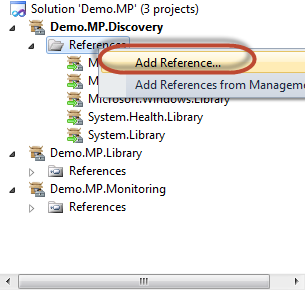 Solution 'Demo.MP' (3 projects)
Demo.MP.Discovery
References
Add Reference...
M
Add References from Manageme
M
Microsoft.Windows.Library
System.Health.Library
System.Library
Demo.MP.Library
References
Demo.MP.Monitoring
References